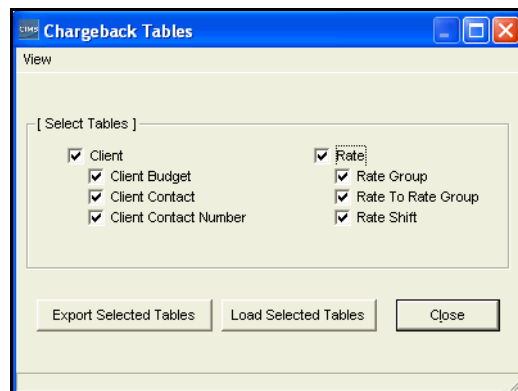 CIMS Chargeback Tables
View
[ Select Tables ]
Client
Client Budget
Client Contact
Client Contact Number
Rate
Rate Group
Rate To Rate Group
Rate Shift
Export Selected Tables
Load Selected Tables
Close